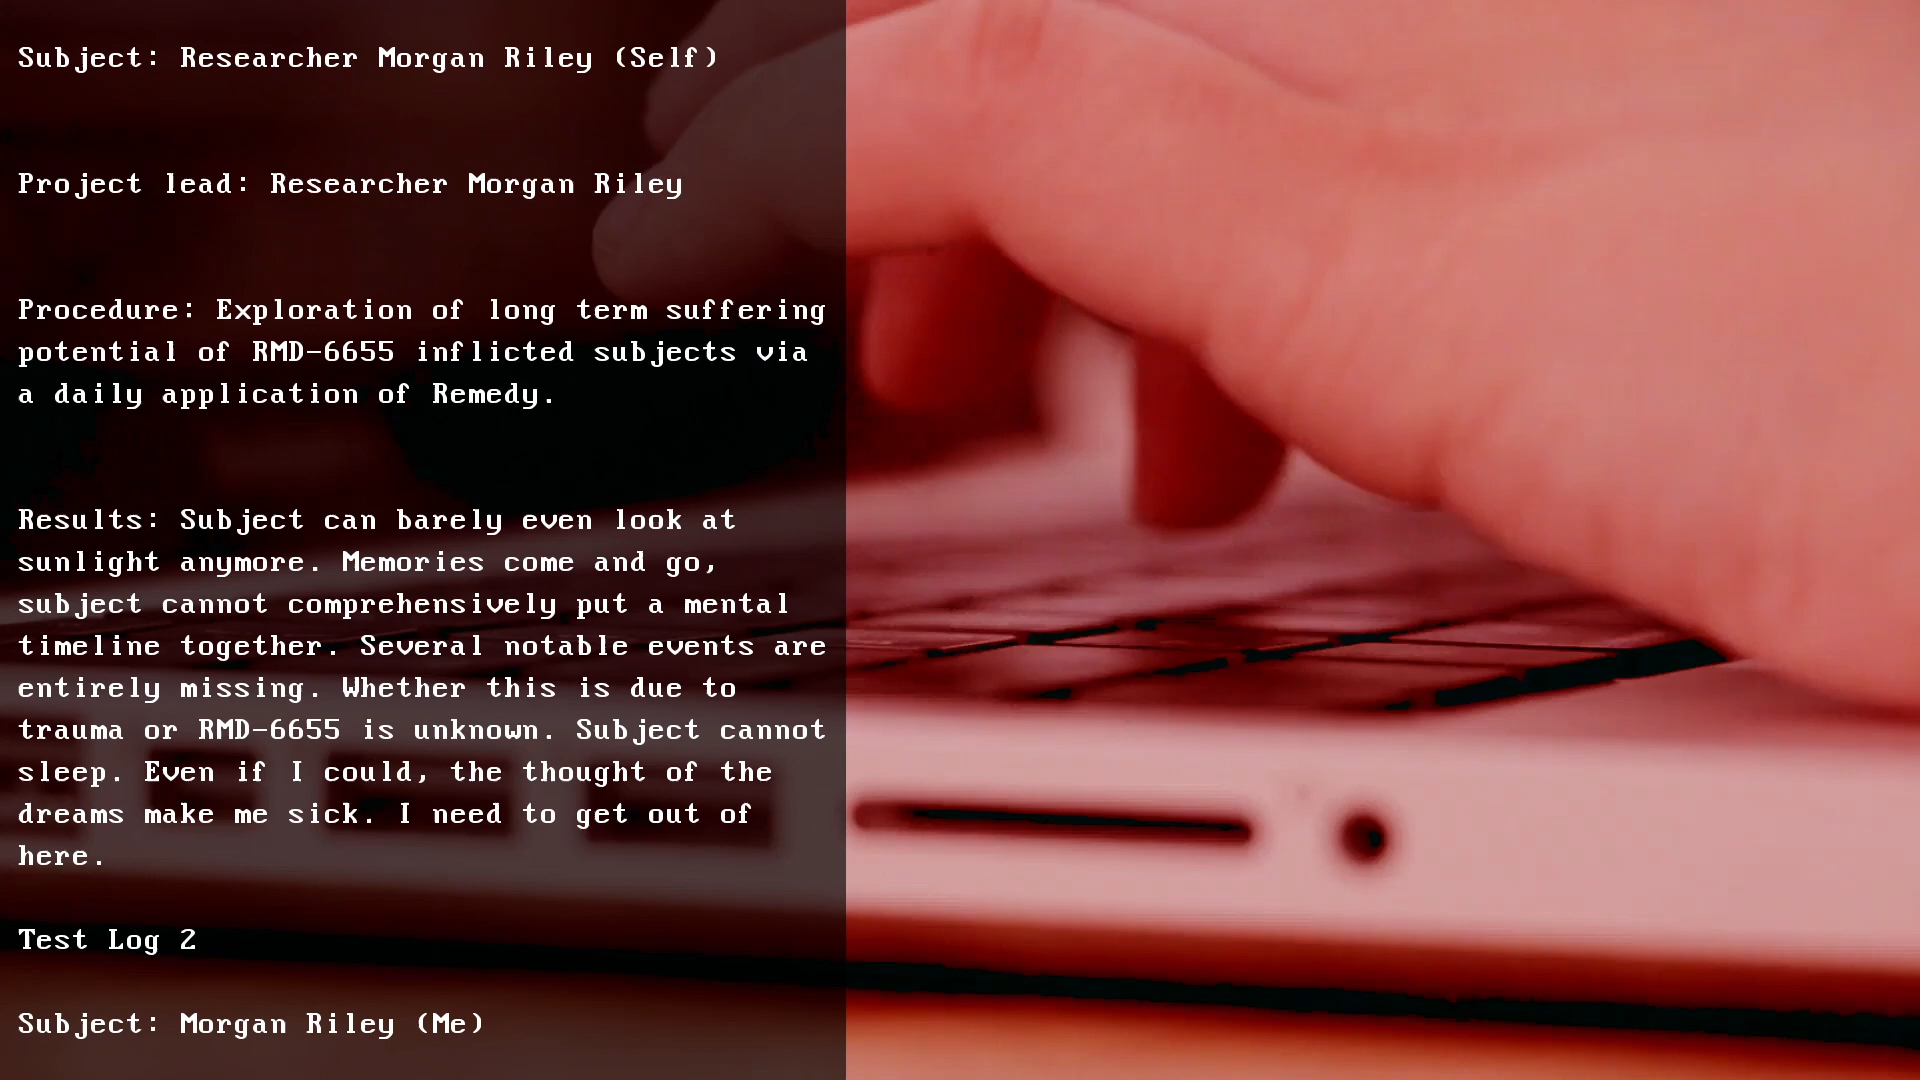 Subject: Researcher Morgan Riley (Self)
Project lead: Researcher Morgan Riley
Procedure: Exploration of long term suffering
potential of RMD-6655 inflicted subjects via
a daily application of Remedy.
Results: Subject can barely even look at
sunlight anymore. Memories come and go,
subject cannot comprehensively put a mental
timeline together. Several notable events are
entirely missing. Whether this is due to
trauma or RMD-6655 is unknown. Subject cannot
sleep. Even if I could, the thought of the
dreams make me sick. I need to get out of
here.
Test Log 2
Subject: Morgan Riley (Me)